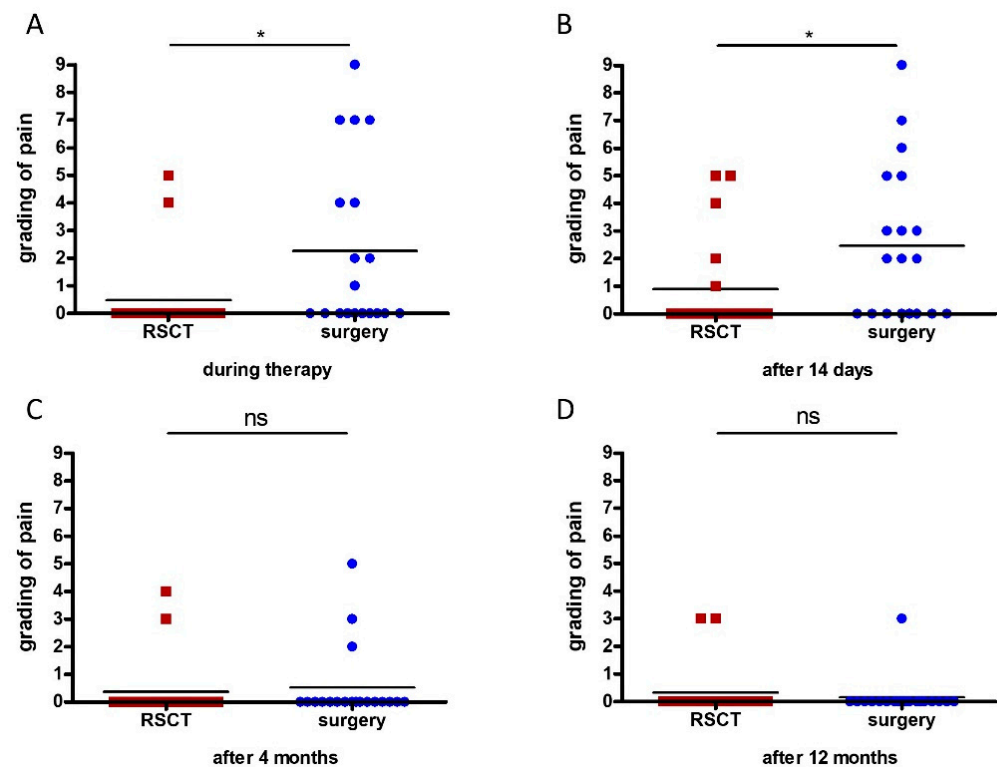 A
*
9
8
7
6
5
4
3
2
1
0
grading of pain
RSCT
surgery
during therapy
B
*
9
8
7
6
5
4
3
2
1
0
grading of pain
RSCT
surgery
after 14 days
C
ns
9
8
7
6
5
4
3
2
1
0
grading of pain
RSCT
surgery
after 4 months
D
ns
9
8
7
6
5
4
3
2
1
0
grading of pain
RSCT
surgery
after 12 months